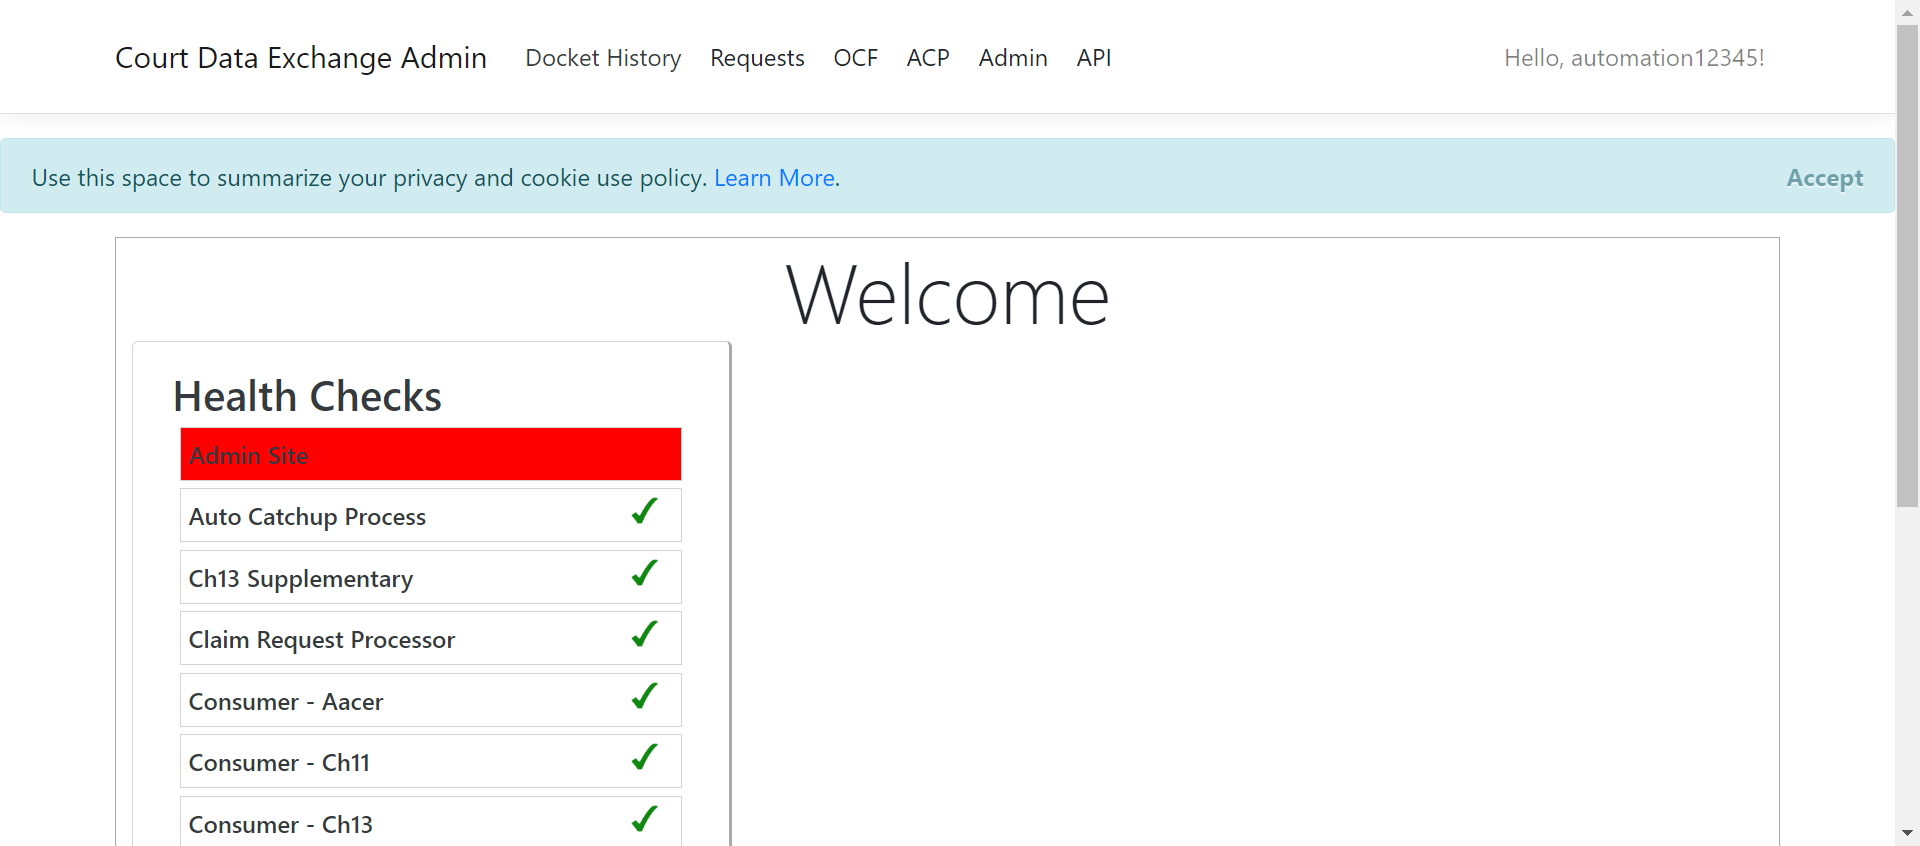 Court Data Exchange Admin Docket History Requests OCF ACP Admin API Hello, automation12345!
Use this space to summarize your privacy and cookie use policy. Learn More. Accept
Welcome
Health Checks
Admin Site
Auto Catchup Process
Ch13 Supplementary
Claim Request Processor
Consumer - Aacer
Consumer - Ch11
Consumer - Ch13